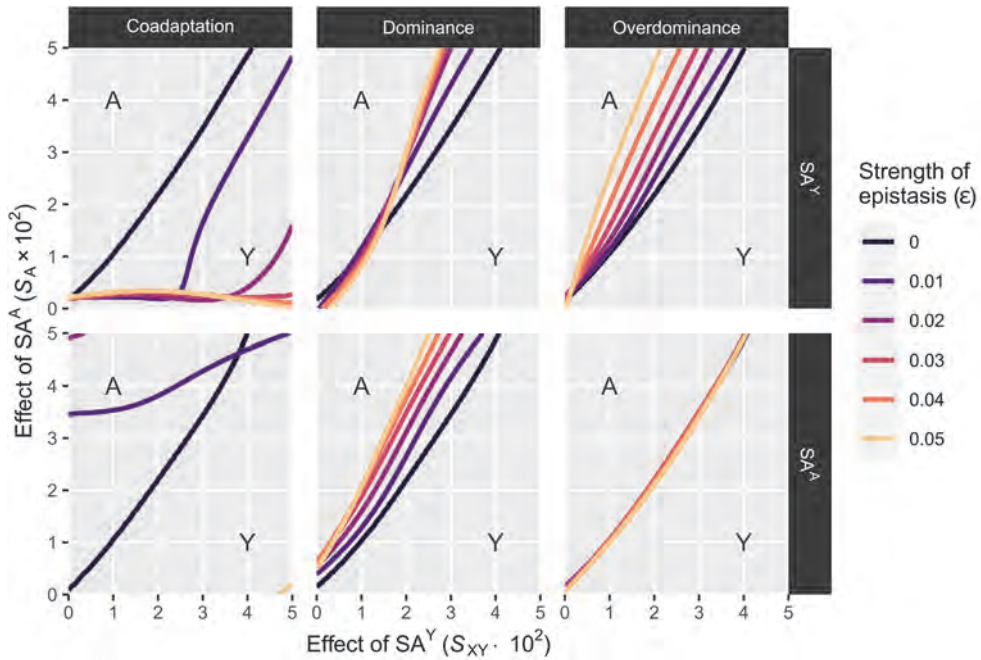 Coadaptation Dominance Overdominance
5
4
3
2
1
0
A
Y
A
Y
A
Y
SA^Y
5
4
3
2
1
0
A
Y
A
Y
A
Y
SA^A
0 1 2 3 4 5 0 1 2 3 4 5 0 1 2 3 4 5
Effect of SA^A (S_A × 10^2)
Effect of SA^Y (S_XY · 10^2)
Strength of
epistasis (ε)
0
0.01
0.02
0.03
0.04
0.05